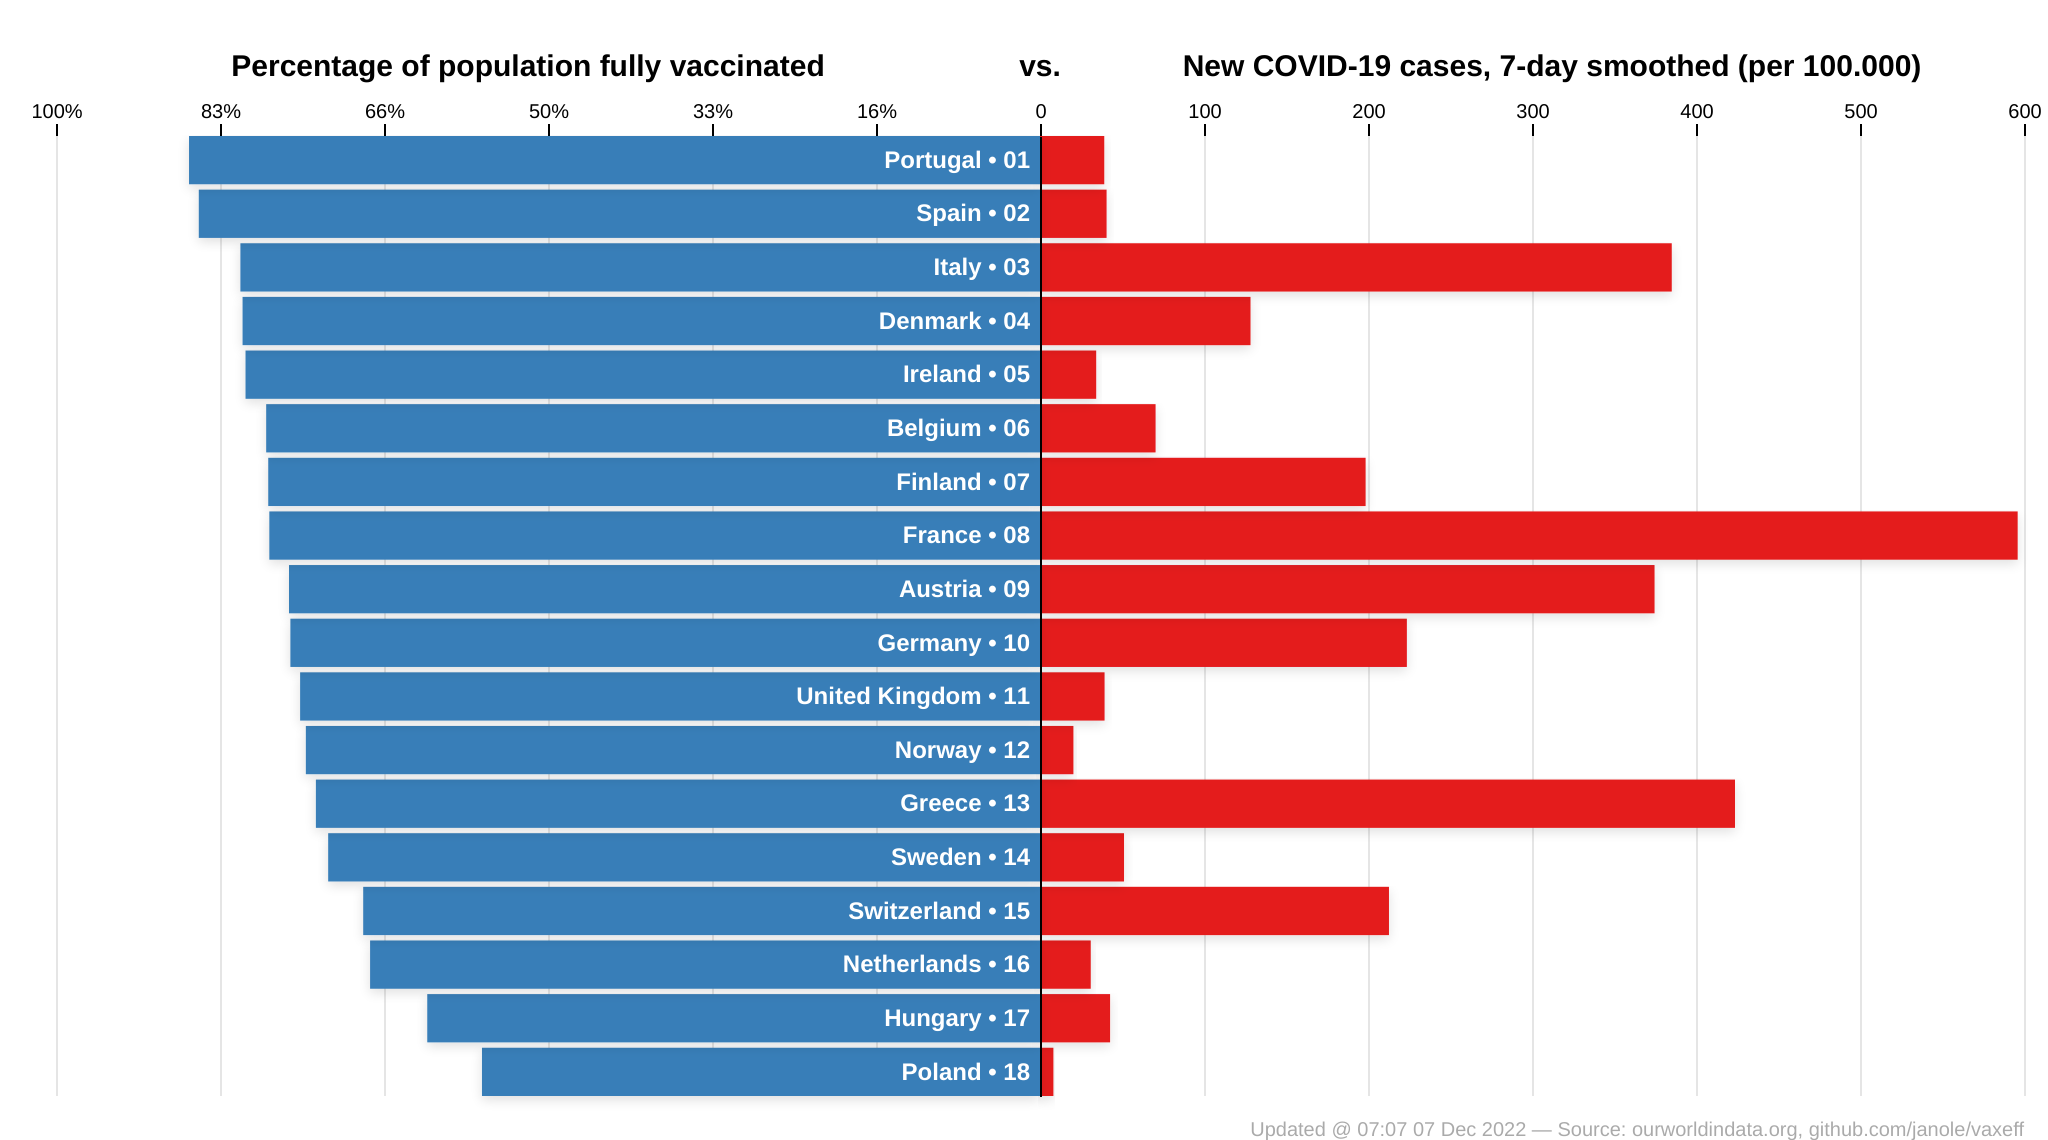 Percentage of population fully vaccinated vs. New COVID-19 cases, 7-day smoothed (per 100.000)
100% 83% 66% 50% 33% 16% 0 100 200 300 400 500 600
Portugal • 01
Spain • 02
Italy • 03
Denmark • 04
Ireland • 05
Belgium • 06
Finland • 07
France • 08
Austria • 09
Germany • 10
United Kingdom • 11
Norway • 12
Greece • 13
Sweden • 14
Switzerland • 15
Netherlands • 16
Hungary • 17
Poland • 18
Updated @ 07:07 07 Dec 2022 — Source: ourworldindata.org, github.com/janole/vaxeff